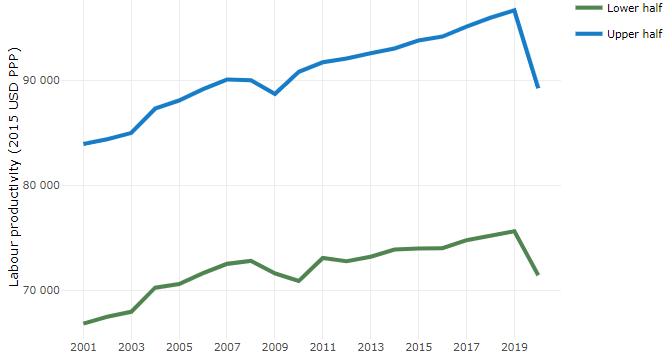 Lower half
Upper half
Labour productivity (2015 USD PPP)
90 000
80 000
70 000
2001 2003 2005 2007 2009 2011 2013 2015 2017 2019